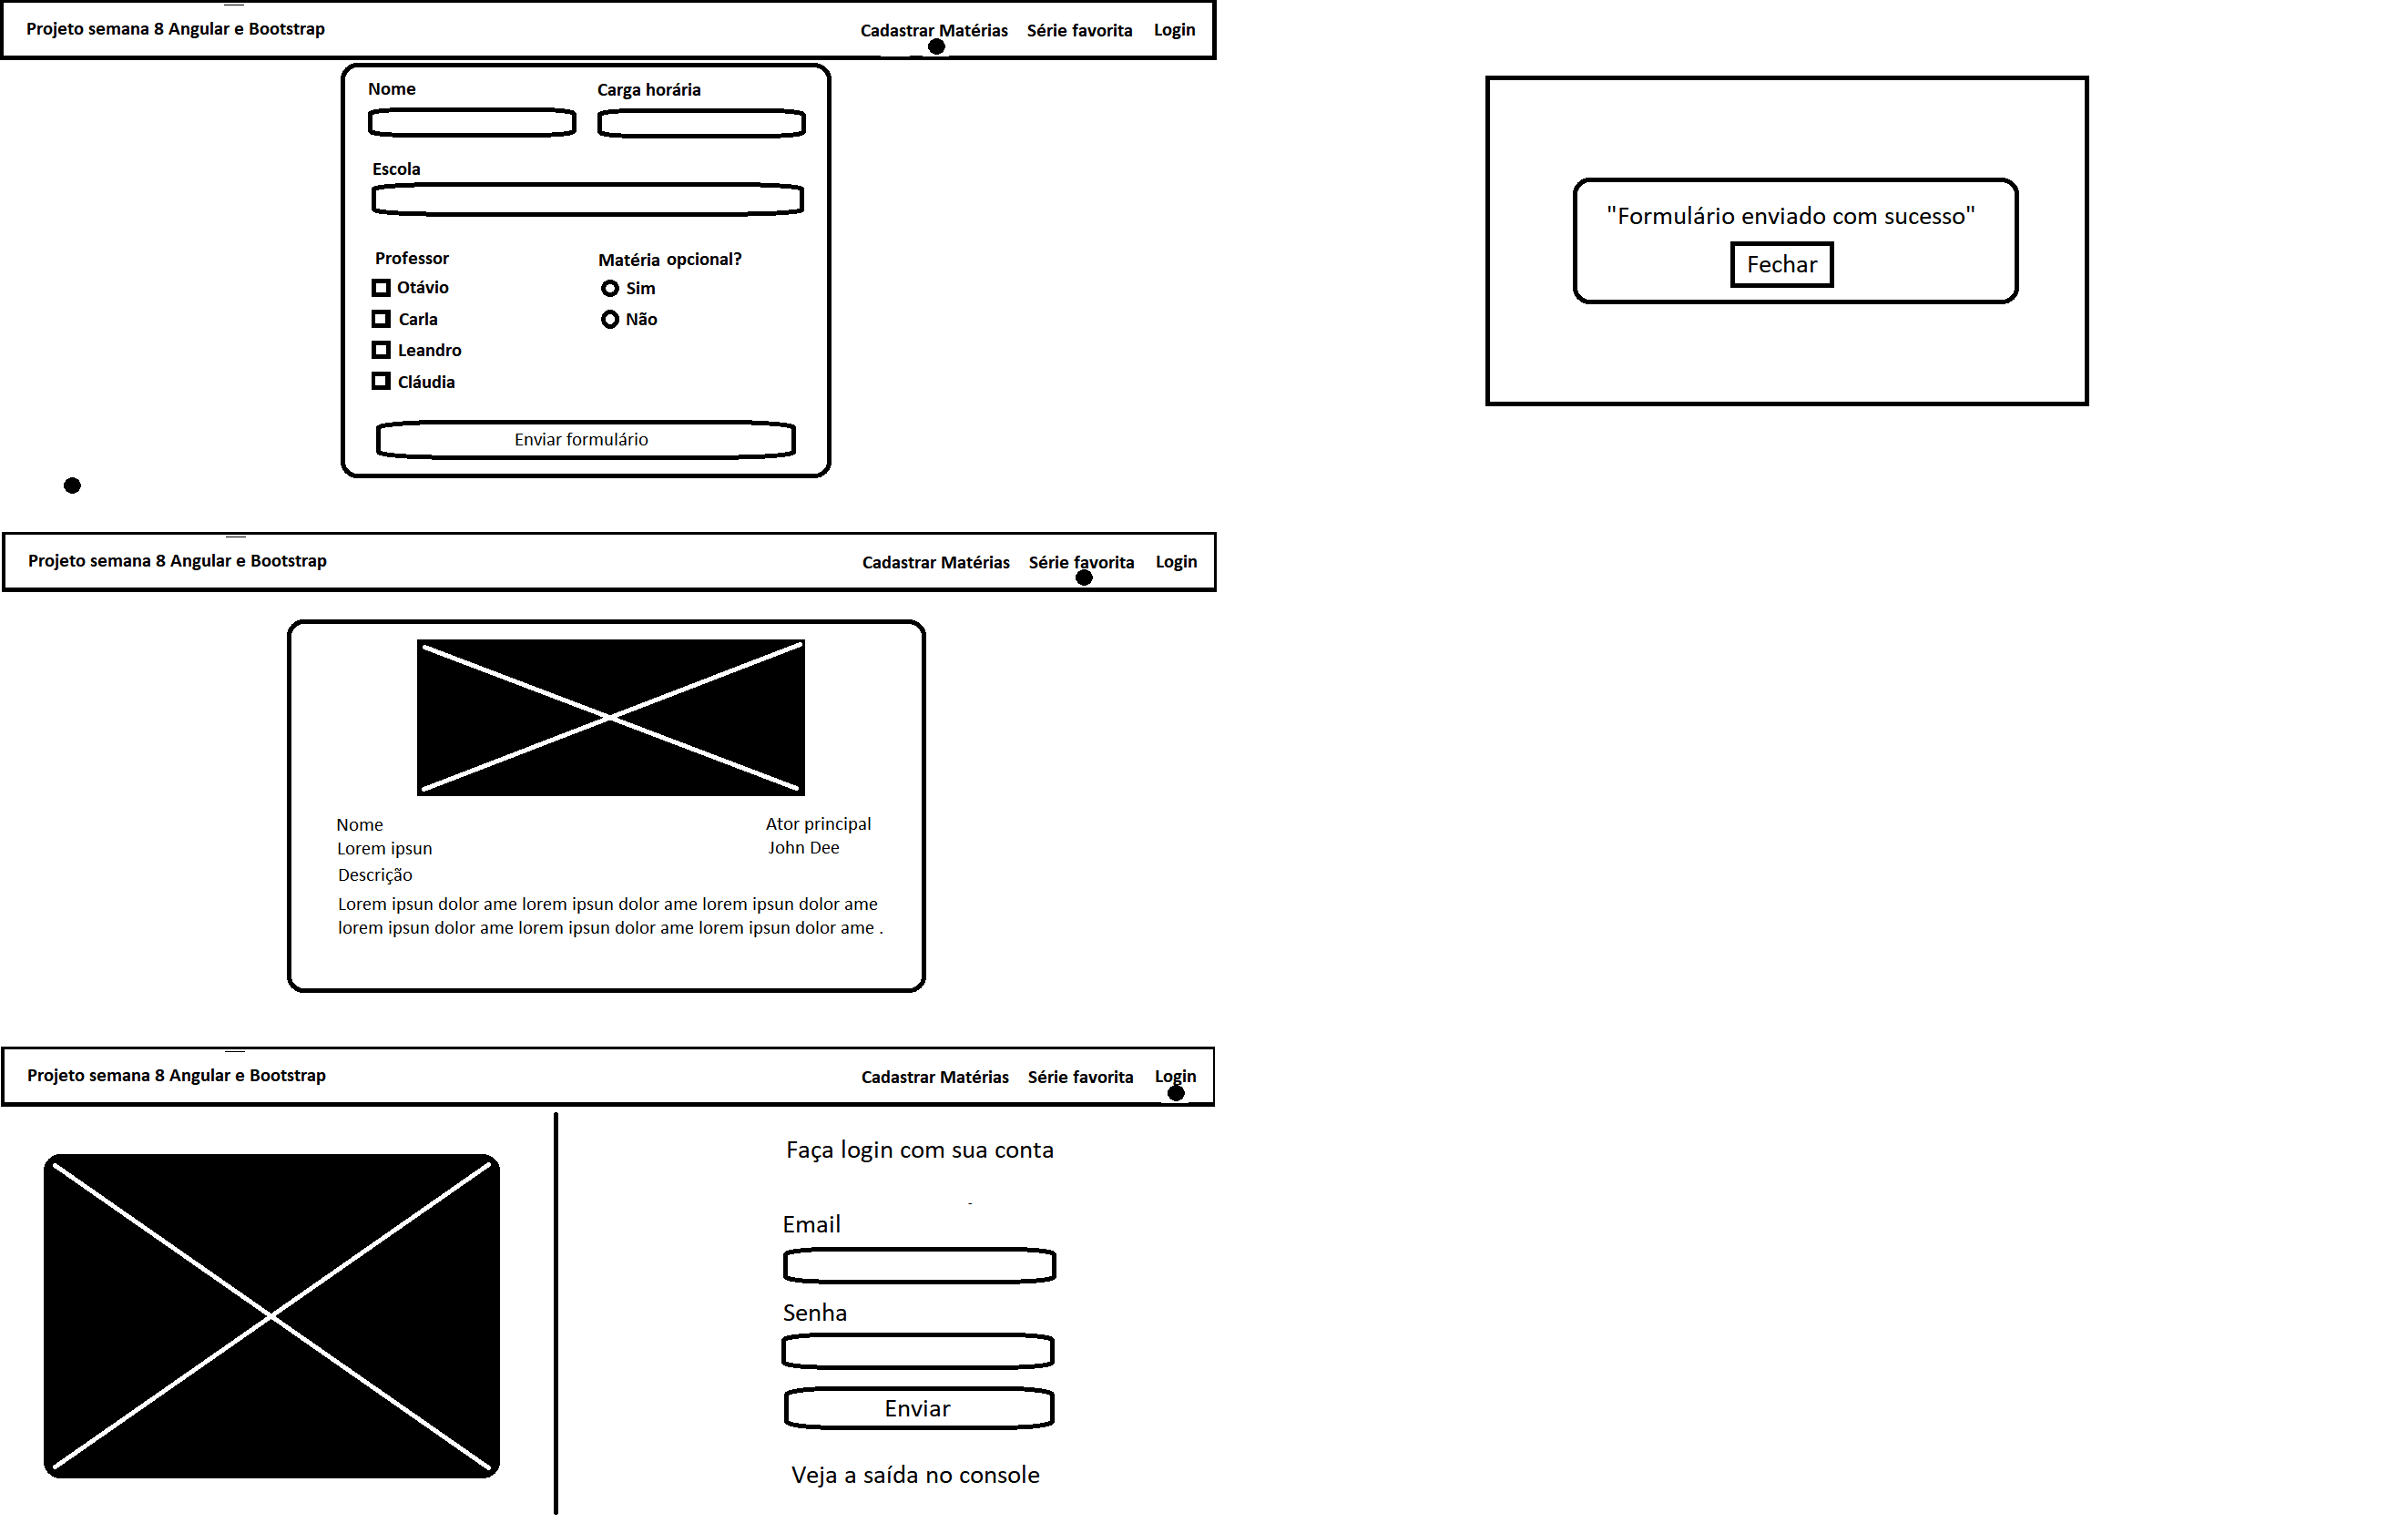 Projeto semana 8 Angular e Bootstrap
Cadastrar Matérias Série favorita Login
Nome
Carga horária
Escola
Professor
Otávio
Carla
Leandro
Cláudia
Matéria opcional?
Sim
Não
Enviar formulário
"Formulário enviado com sucesso"
Fechar
Projeto semana 8 Angular e Bootstrap
Cadastrar Matérias Série favorita Login
Nome
Lorem ipsun
Ator principal
John Dee
Descrição
Lorem ipsun dolor ame lorem ipsun dolor ame lorem ipsun dolor ame
lorem ipsun dolor ame lorem ipsun dolor ame lorem ipsun dolor ame .
Projeto semana 8 Angular e Bootstrap
Cadastrar Matérias Série favorita Login
Faça login com sua conta
Email
Senha
Enviar
Veja a saída no console